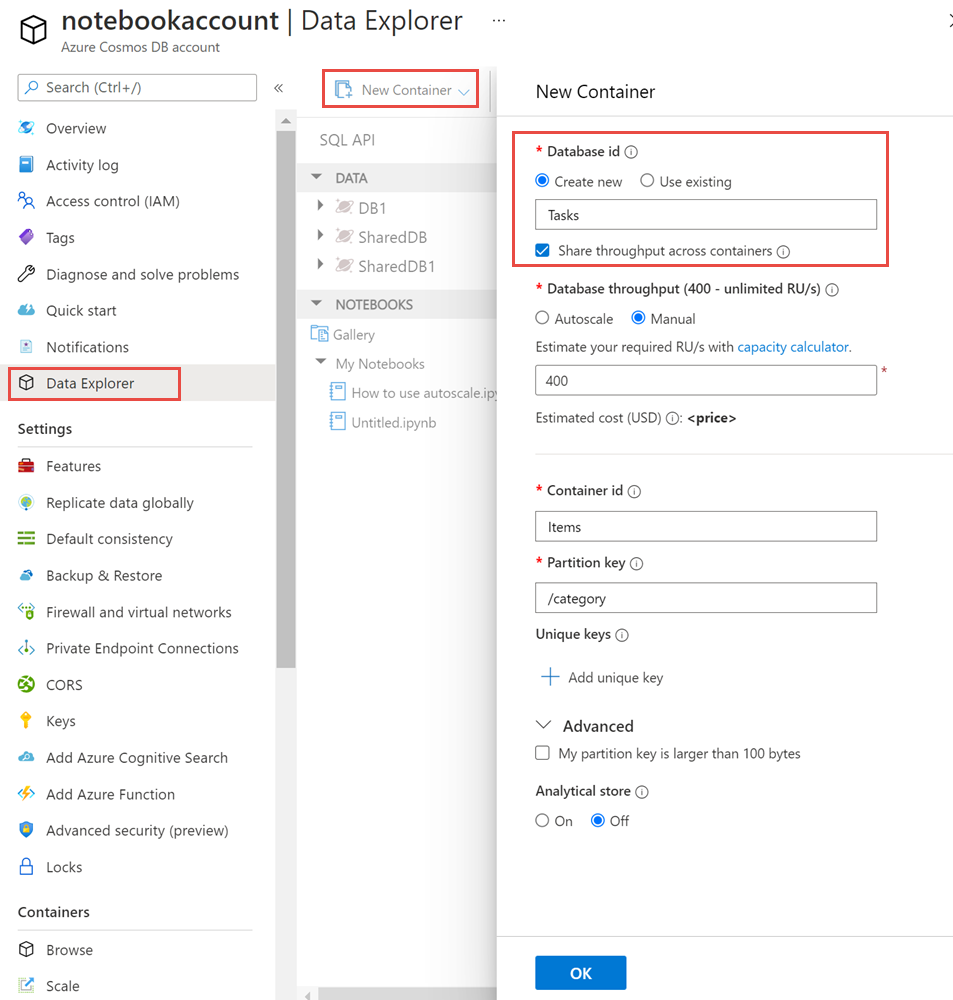 notebookaccount | Data Explorer ...
Azure Cosmos DB account
Search (Ctrl+/)
«
Overview
Activity log
Access control (IAM)
Tags
Diagnose and solve problems
Quick start
Notifications
Data Explorer
Settings
Features
Replicate data globally
Default consistency
Backup & Restore
Firewall and virtual networks
Private Endpoint Connections
CORS
Keys
Add Azure Cognitive Search
Add Azure Function
Advanced security (preview)
Locks
Containers
Browse
Scale
New Container
SQL API
DATA
DB1
SharedDB
SharedDB1
NOTEBOOKS
Gallery
My Notebooks
How to use autoscale.ipy
Untitled.ipynb
New Container
* Database id
Create new Use existing
Tasks
Share throughput across containers
* Database throughput (400 - unlimited RU/s)
Autoscale Manual
Estimate your required RU/s with capacity calculator.
400 *
Estimated cost (USD) : <price>
* Container id
Items
* Partition key
/category
Unique keys
Add unique key
Advanced
My partition key is larger than 100 bytes
Analytical store
On Off
OK